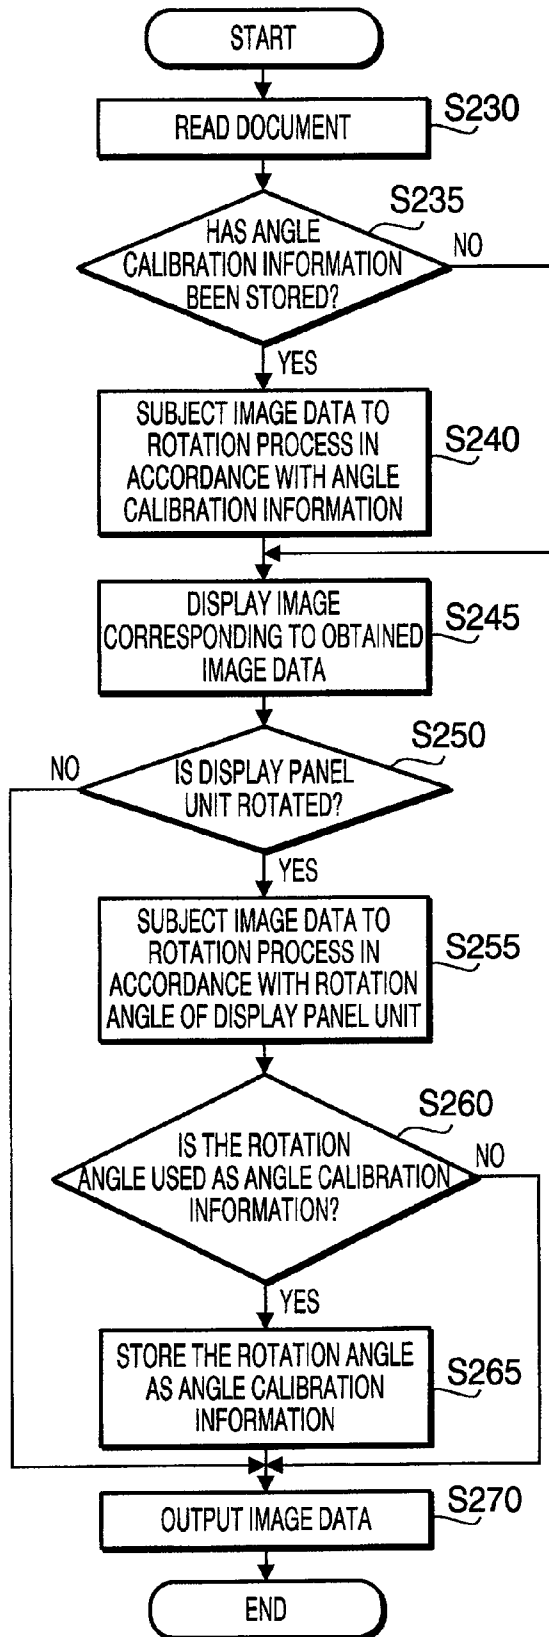 START
READ DOCUMENT
S230
S235
HAS ANGLE
CALIBRATION INFORMATION
BEEN STORED?
NO
YES
SUBJECT IMAGE DATA TO
ROTATION PROCESS IN
ACCORDANCE WITH ANGLE
CALIBRATION INFORMATION
S240
DISPLAY IMAGE
CORRESPONDING TO OBTAINED
IMAGE DATA
S245
S250
NO
IS DISPLAY PANEL
UNIT ROTATED?
YES
SUBJECT IMAGE DATA TO
ROTATION PROCESS IN
ACCORDANCE WITH ROTATION
ANGLE OF DISPLAY PANEL UNIT
S255
S260
IS THE ROTATION
ANGLE USED AS ANGLE CALIBRATION
INFORMATION?
NO
YES
STORE THE ROTATION ANGLE
AS ANGLE CALIBRATION
INFORMATION
S265
OUTPUT IMAGE DATA
S270
END